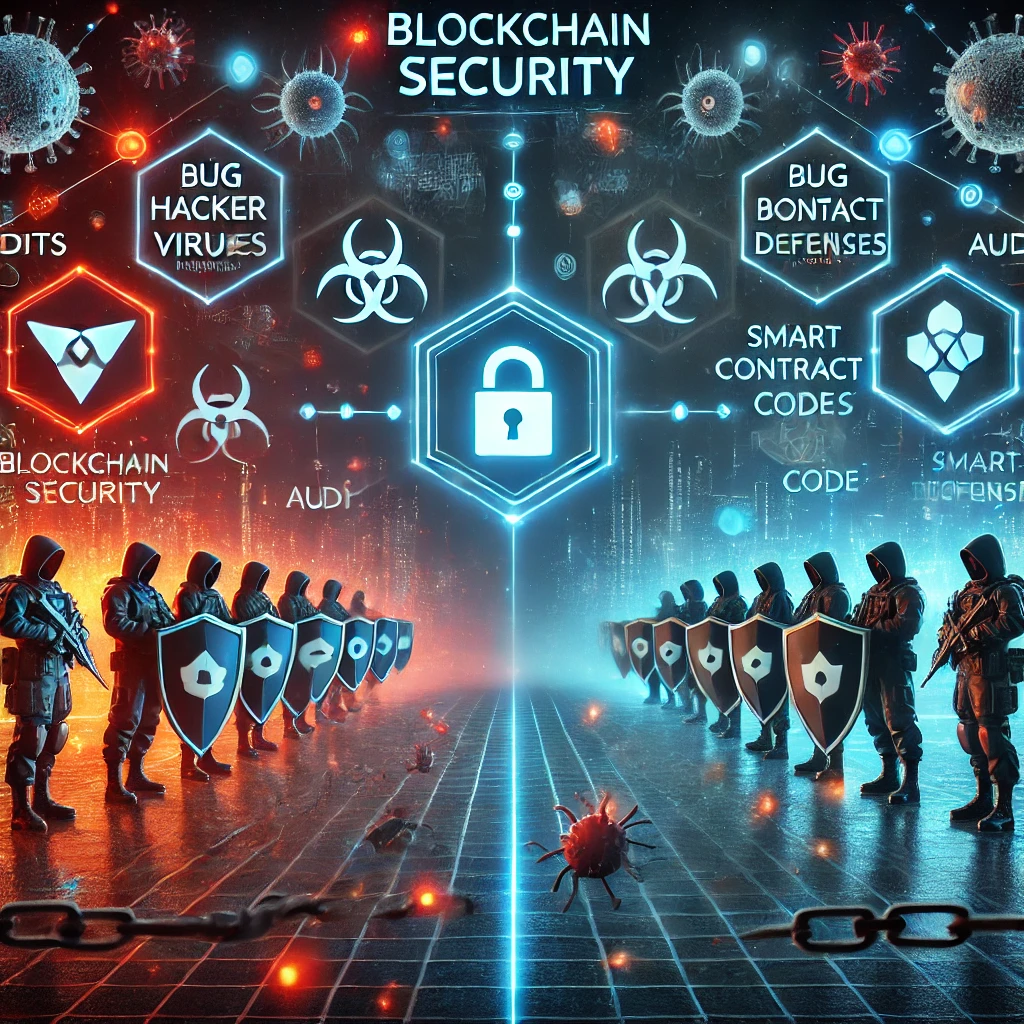 BLOCKCHAIN
SECURITY
BUG
HACKER
VIRUES
BUG
BONTACT
DEFENSES
DITS
AUD
SMART
CONTRACT
CODES
BLOCKCHAIN
SECURITY
AUDI
CODE
SMART